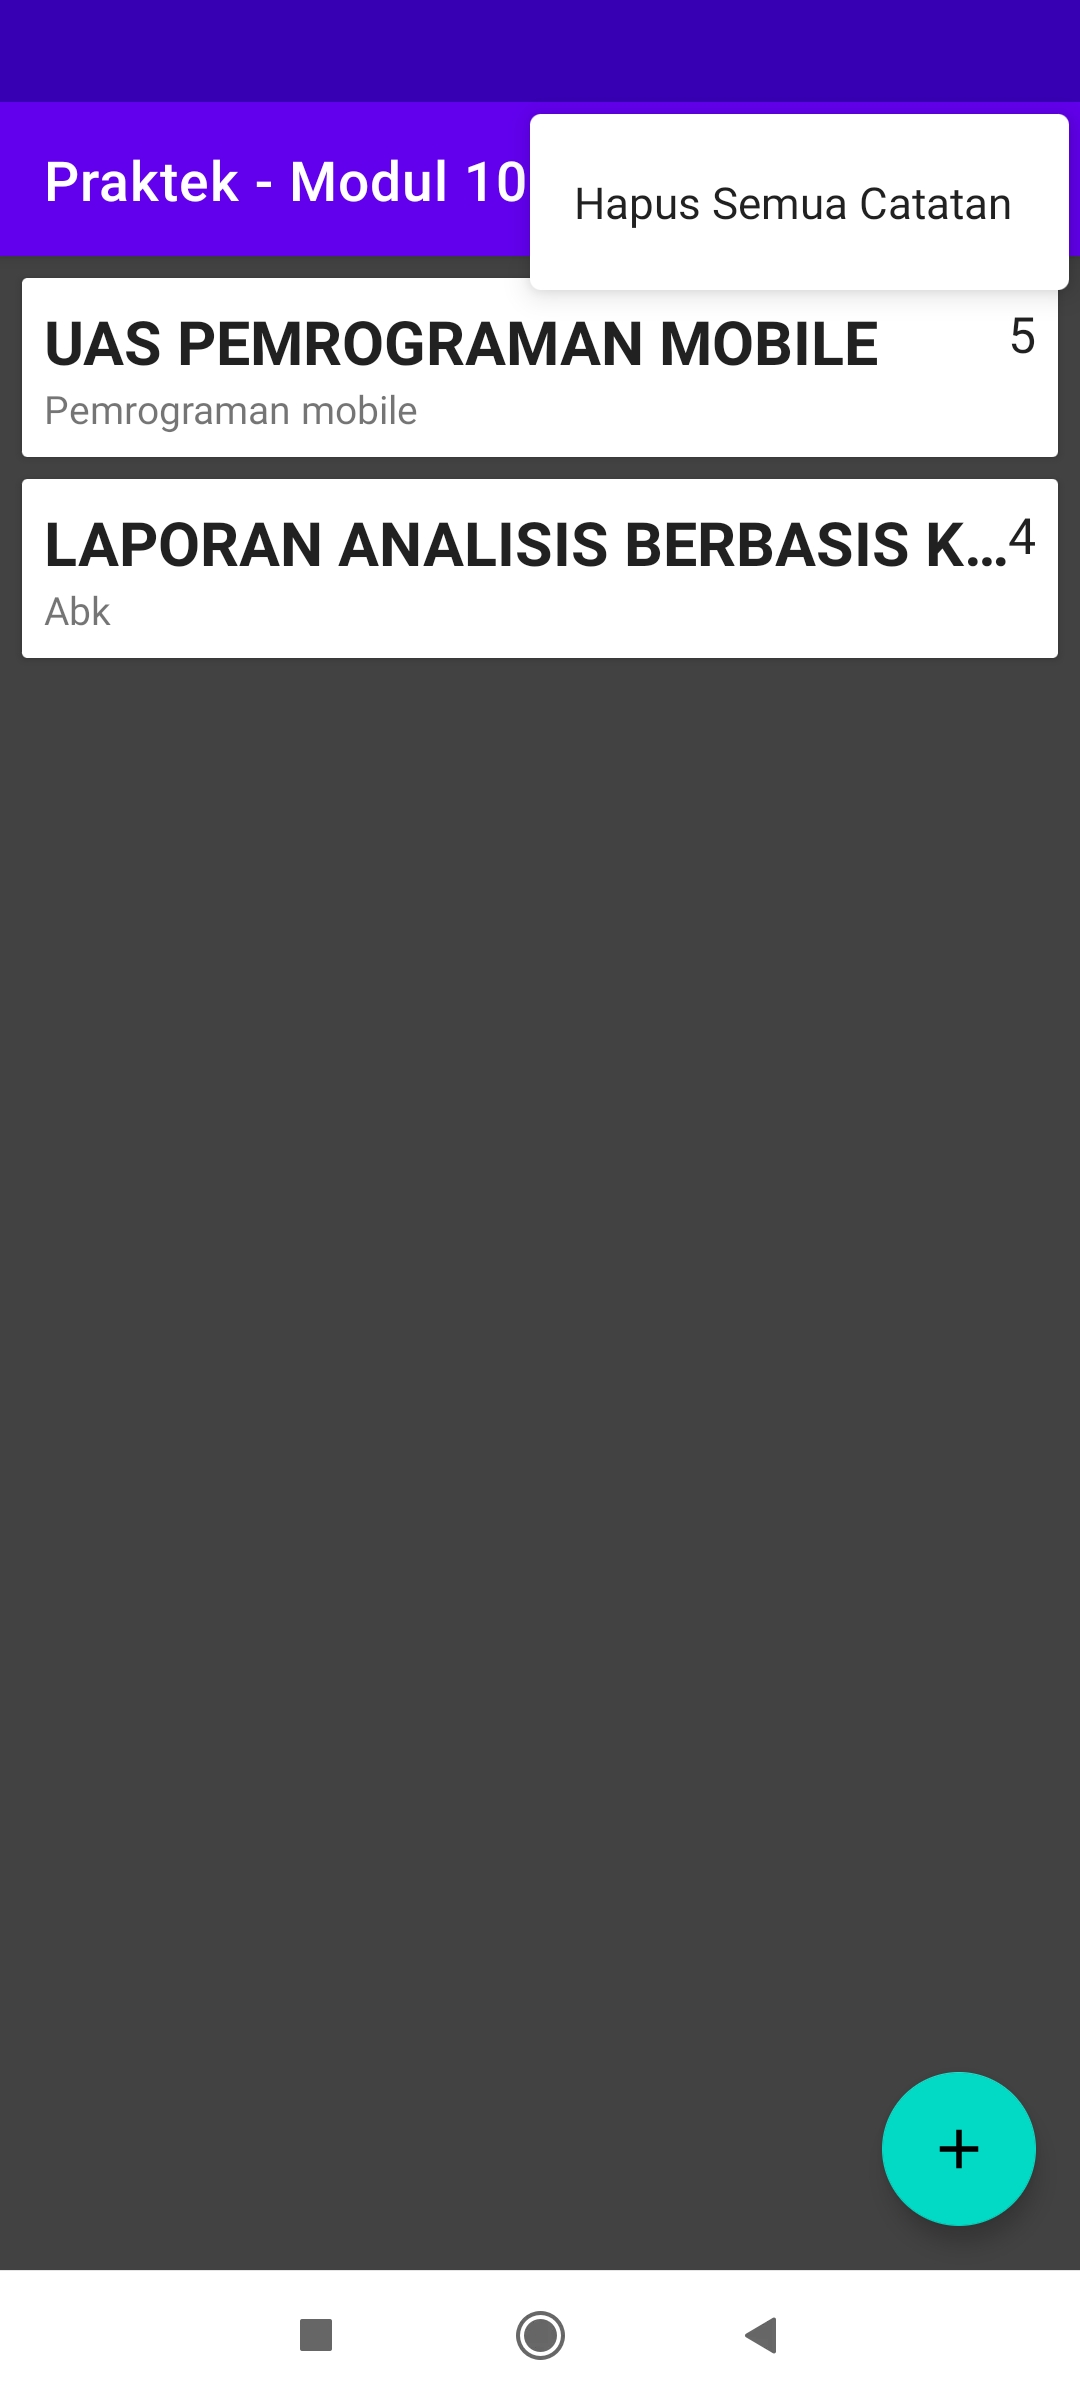 Praktek - Modul 10
Hapus Semua Catatan
UAS PEMROGRAMAN MOBILE
5
Pemrograman mobile
LAPORAN ANALISIS BERBASIS K...
4
Abk